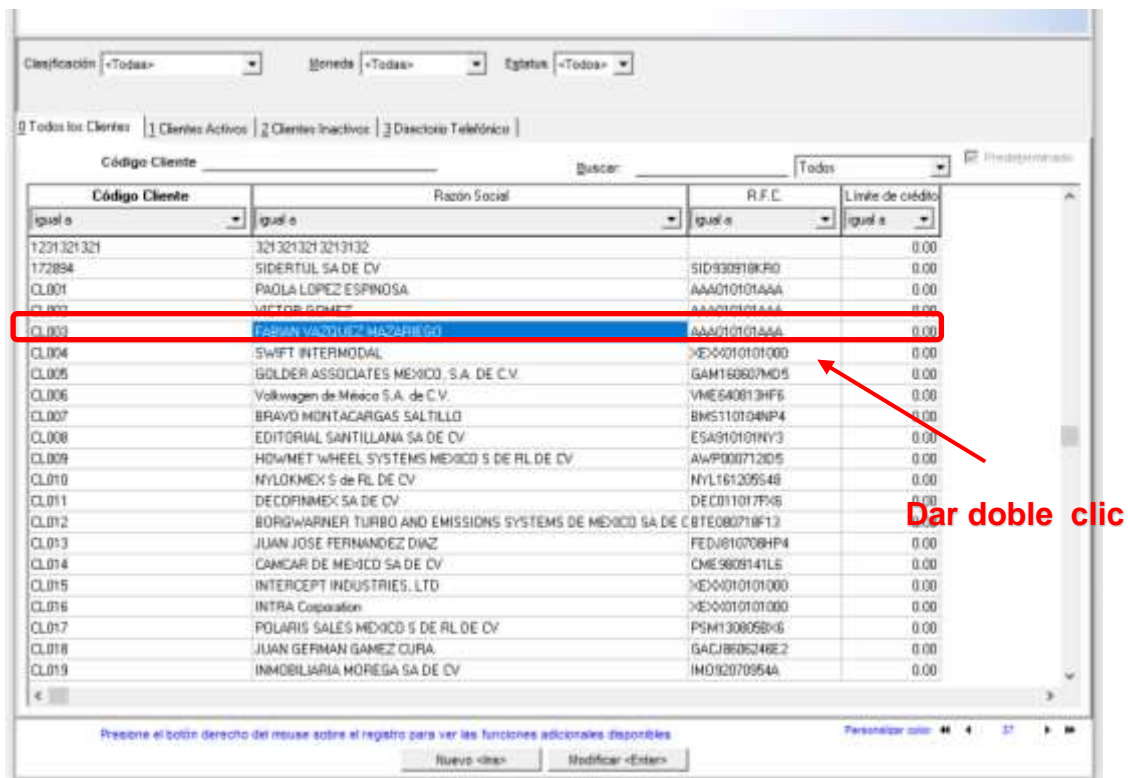 Clasificación <Todas> Moneda <Todas> Estatus <Todos>
0 Todos los Clientes 1 Clientes Activos 2 Clientes Inactivos 3 Directorio Telefónico
Código Cliente Buscar: Todos Predeterminado
Código Cliente Razón Social R.F.C. Límite de crédito
igual a igual a igual a igual a
1231321321 3213213213213132 0.00
172894 SIDERTUL SA DE CV SID930918KR0 0.00
CL001 PAOLA LOPEZ ESPINOSA AAA010101AAA 0.00
CL002 VICTOR GOMEZ AAA010101AAA 0.00
CL003 FABIAN VAZQUEZ MAZARIEGO AAA010101AAA 0.00
CL004 SWIFT INTERMODAL XEXX010101000 0.00
CL005 GOLDER ASSOCIATES MEXICO, S.A. DE C.V. GAM160607MD5 0.00
CL006 Volkwagen de México S.A. de C.V. VME640813HF6 0.00
CL007 BRAVO MONTACARGAS SALTILLO BMS110104NP4 0.00
CL008 EDITORIAL SANTILLANA SA DE CV ESA910101NY3 0.00
CL009 HOWMET WHEEL SYSTEMS MEXICO S DE RL DE CV AWP000712ID5 0.00
CL010 NYLOKMEX S de RL DE CV NYL161205S48 0.00
CL011 DECOFINMEX SA DE CV DEC011017FX6 0.00
CL012 BORGWARNER TURBO AND EMISSIONS SYSTEMS DE MEXICO SA DE C BTE080718F13 0.00
CL013 JUAN JOSE FERNANDEZ DIAZ FEDJ810708HP4 0.00
CL014 CAMCAR DE MEXICO SA DE CV CME9809141L6 0.00
CL015 INTERCEPT INDUSTRIES, LTD XEXX010101000 0.00
CL016 INTRA Corporation XEXX010101000 0.00
CL017 POLARIS SALES MEXICO S DE RL DE CV PSM130805BX6 0.00
CL018 JUAN GERMAN GAMEZ CURA GACJ8606246E2 0.00
CL019 INMOBILIARIA MOREGA SA DE CV IMO92070954A 0.00
Dar doble clic
Presione el botón derecho del mouse sobre el registro para ver las funciones adicionales disponibles Personalizar color 37
Nuevo <Ins> Modificar <Enter>